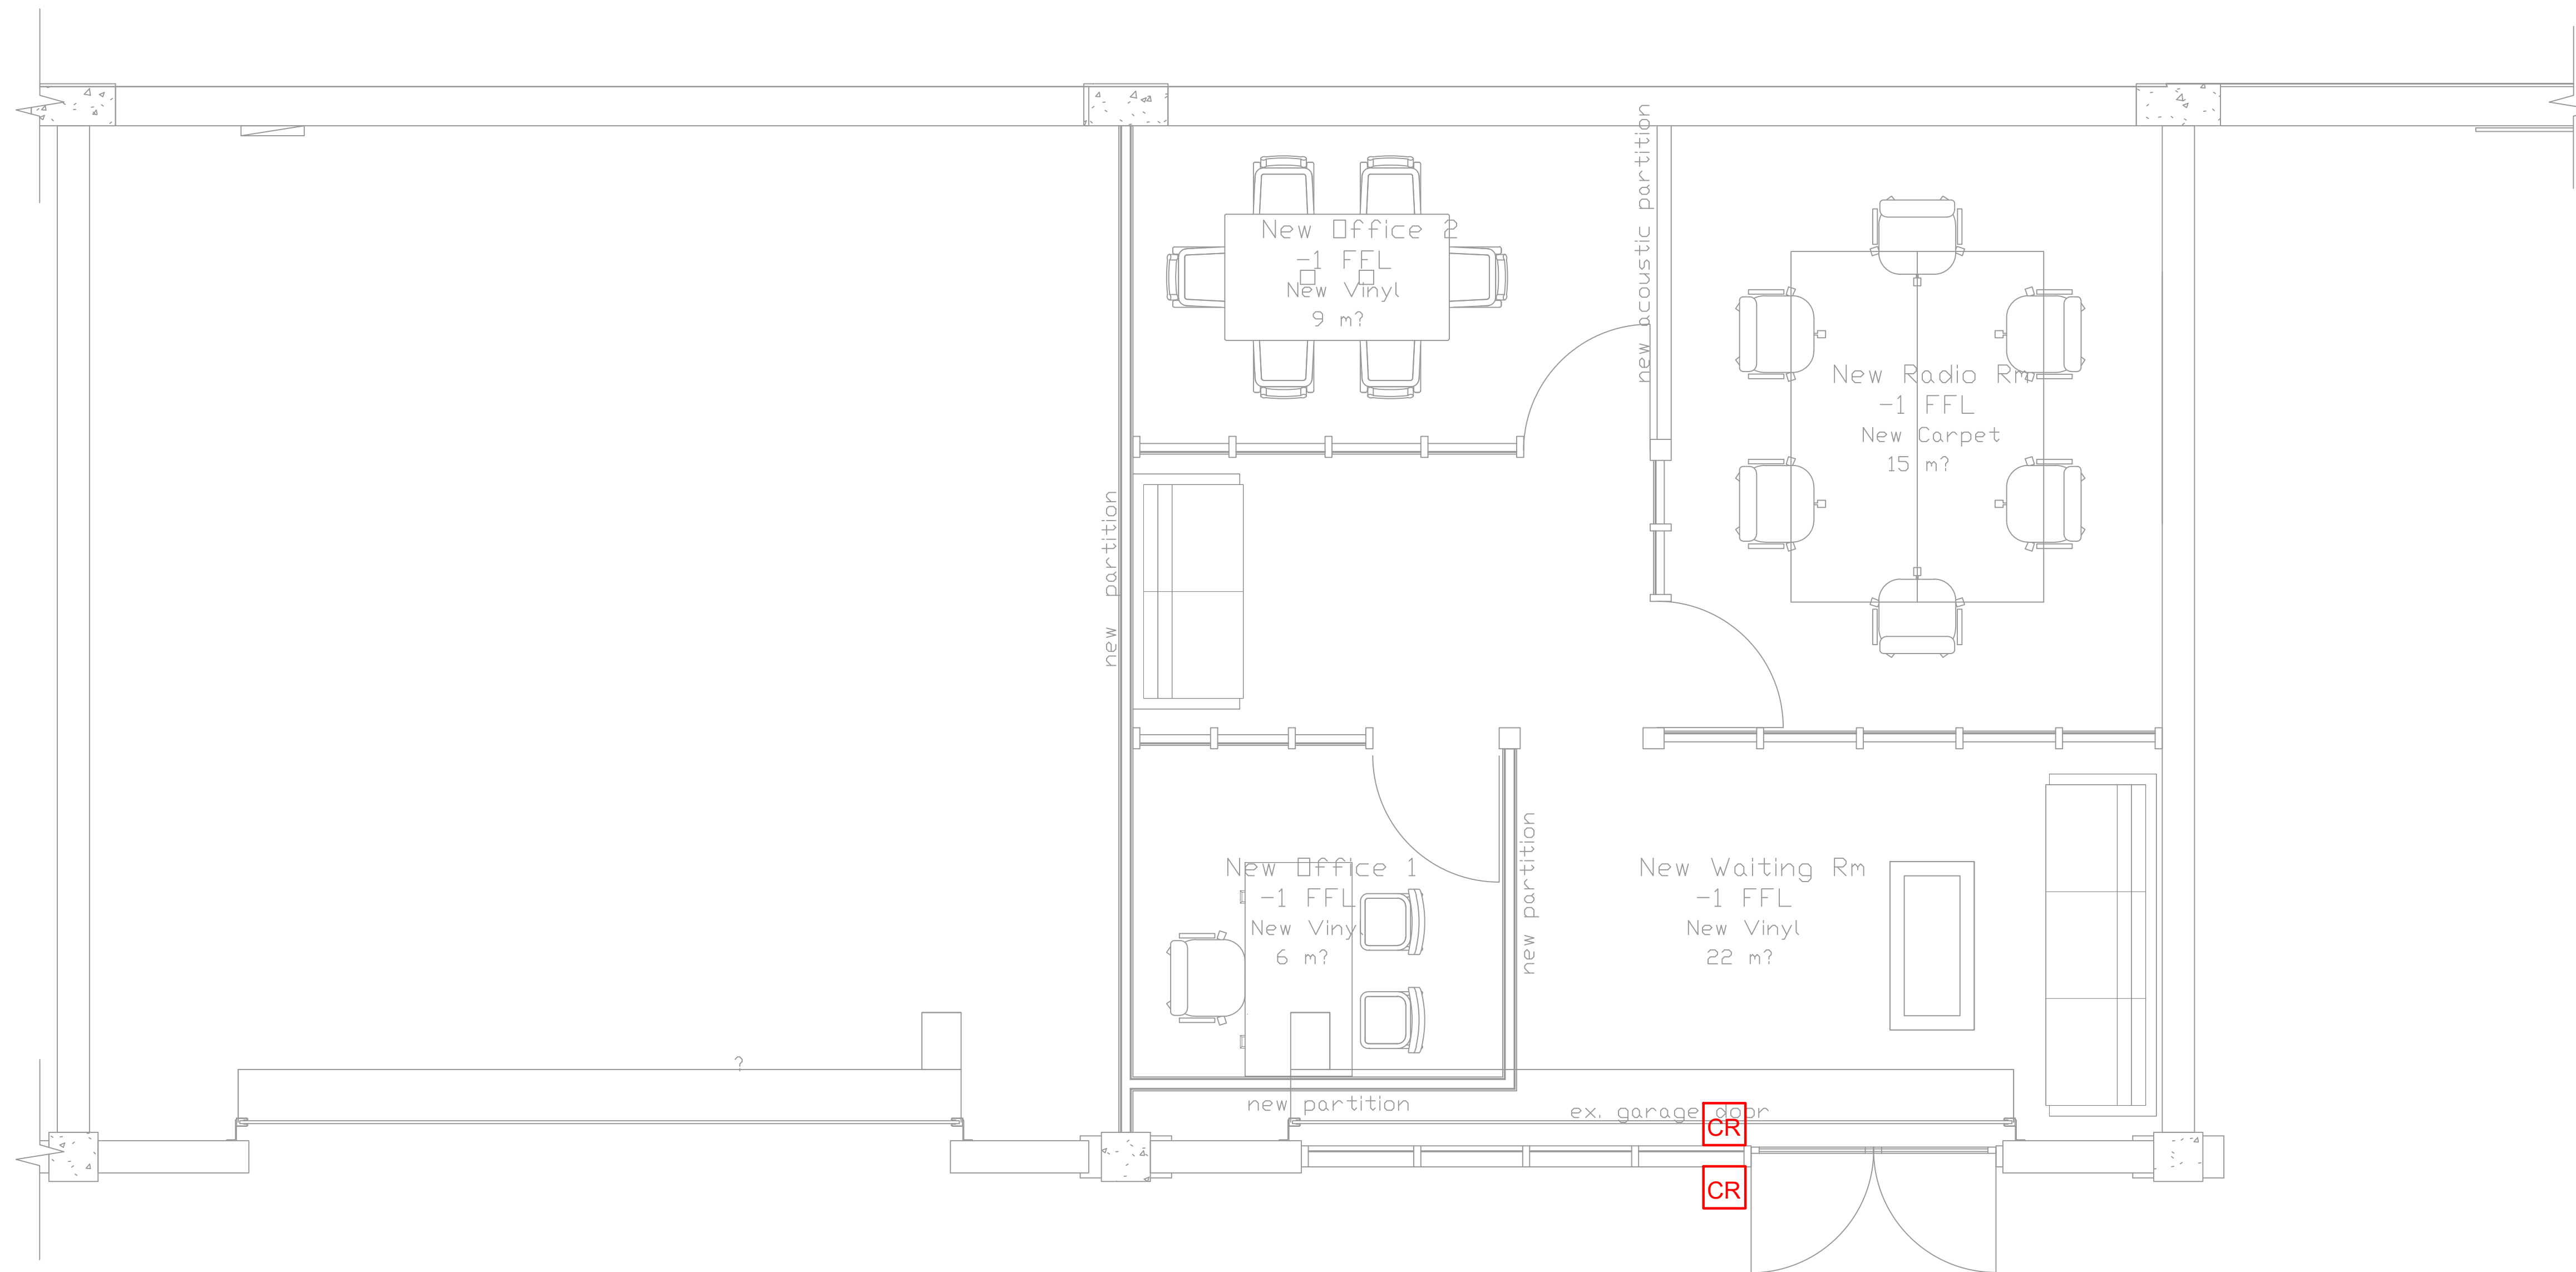 new acoustic partition
New Office 2
-1 FFL
New Vinyl
9 m?
New Radio Rm
-1 FFL
New Carpet
15 m?
new partition
New Office 1
-1 FFL
New Vinyl
6 m?
new partition
New Waiting Rm
-1 FFL
New Vinyl
22 m?
?
new partition
ex. garage door
CR
CR